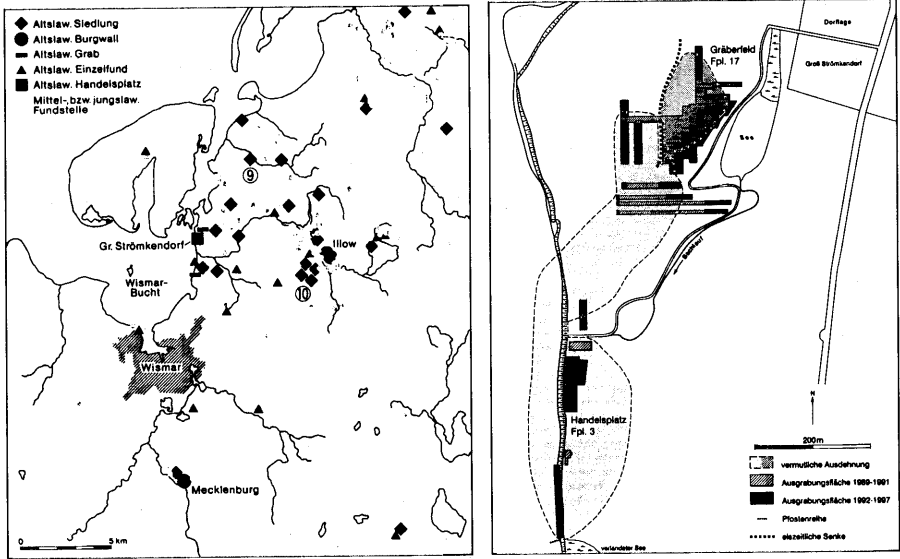 Altslaw. Siedlung
Altslaw. Burgwall
Altslaw. Grab
Altslaw. Einzelfund
Altslaw. Handelsplatz
Mittel-, bzw. jungslaw.
Fundstelle
9
Gr. Strömkendorf
Illow
Wismar-
Bucht
10
Wismar
Mecklenburg
0 5 km
Dorflage
Groß Strömkendorf
Gräberfeld
Fpl. 17
See
Bachlauf
Handelsplatz
Fpl. 3
N
200m
vermutliche Ausdehnung
Ausgrabungsfläche 1989-1991
Ausgrabungsfläche 1992-1997
Pfostenreihe
eiszeitliche Senke
verlandeter See